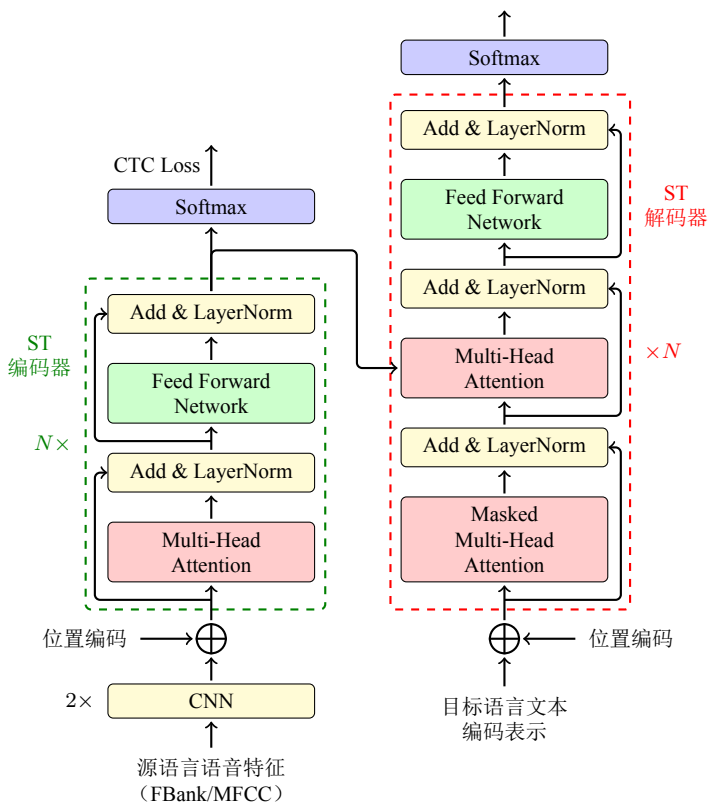 CTC Loss
Softmax
ST
编码器
N×
Add & LayerNorm
Feed Forward
Network
Add & LayerNorm
Multi-Head
Attention
位置编码
2×
CNN
源语言语音特征
（FBank/MFCC）
Softmax
Add & LayerNorm
Feed Forward
Network
ST
解码器
Add & LayerNorm
×N
Multi-Head
Attention
Add & LayerNorm
Masked
Multi-Head
Attention
位置编码
目标语言文本
编码表示